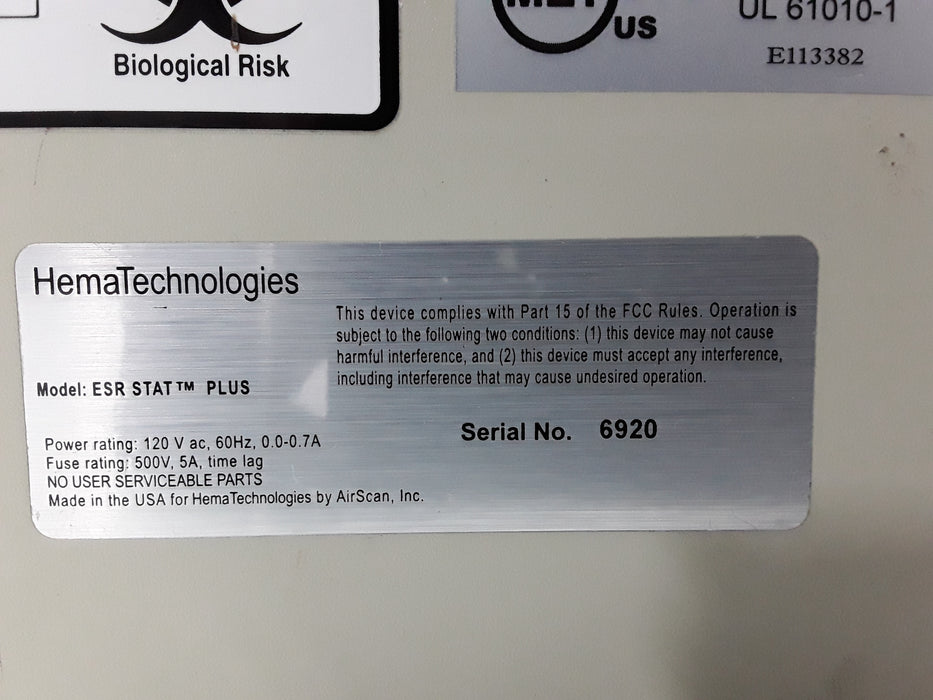 Biological Risk
US
UL 61010-1
E113382
HemaTechnologies
This device complies with Part 15 of the FCC Rules. Operation is
subject to the following two conditions: (1) this device may not cause
harmful interference, and (2) this device must accept any interference,
including interference that may cause undesired operation.
Model: ESR STAT™ PLUS
Serial No. 6920
Power rating: 120 V ac, 60Hz, 0.0-0.7A
Fuse rating: 500V, 5A, time lag
NO USER SERVICEABLE PARTS
Made in the USA for HemaTechnologies by AirScan, Inc.